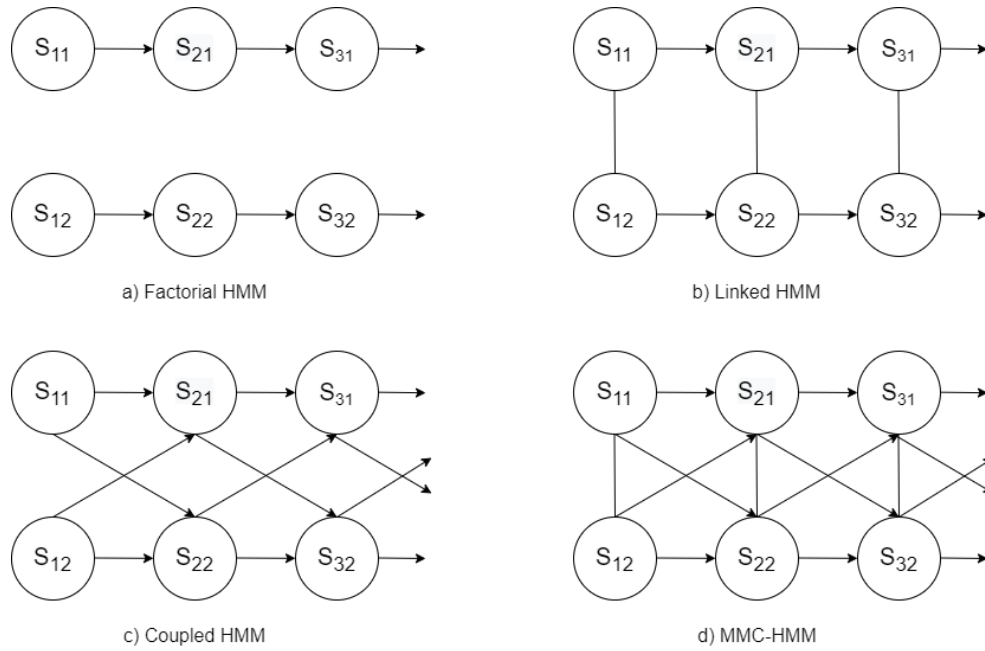 S11 S21 S31 S11 S21 S31
S12 S22 S32 S12 S22 S32
a) Factorial HMM b) Linked HMM
S11 S21 S31 S11 S21 S31
S12 S22 S32 S12 S22 S32
c) Coupled HMM d) MMC-HMM